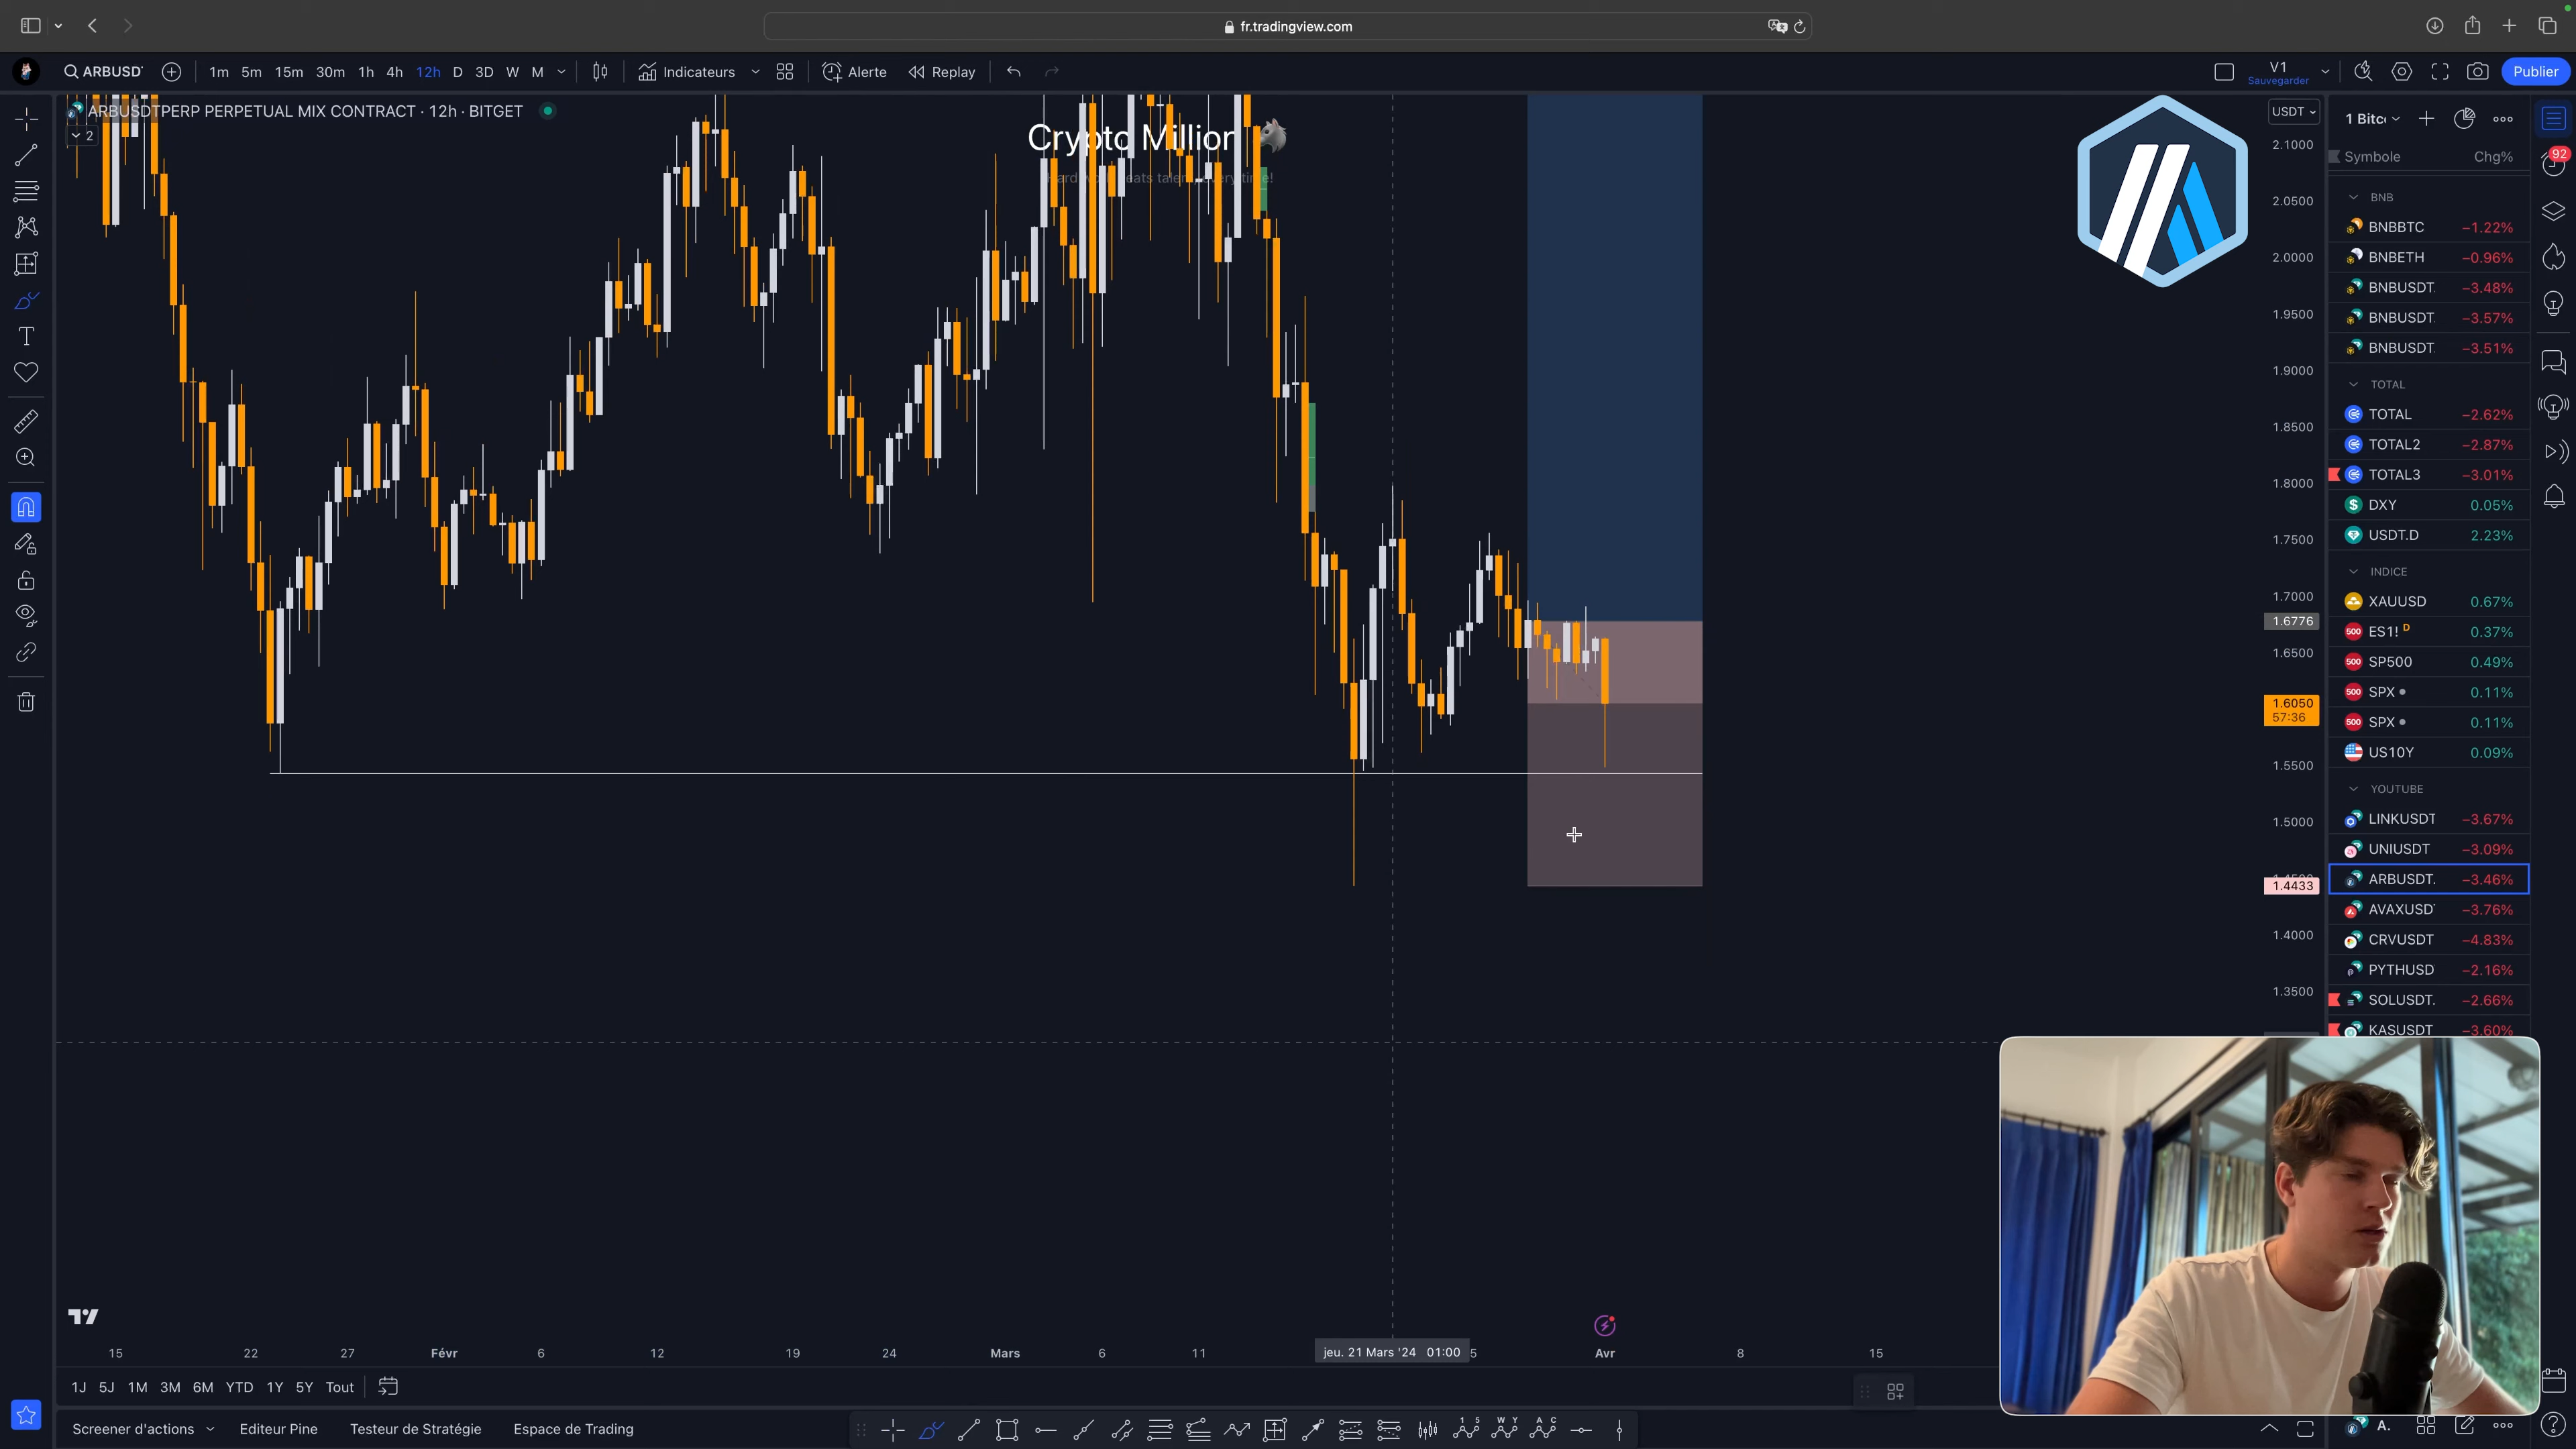 fr.tradingview.com
ARBUSDT 1m 5m 15m 30m 1h 4h 12h D 3D W M Indicateurs Alerte Replay V1 Sauvegarder Publier
ARBUSDTPERP PERPETUAL MIX CONTRACT · 12h · BITGET
2
Crypto Million
USDT
2.1000
2.0500
2.0000
1.9500
1.9000
1.8500
1.8000
1.7500
1.7000
1.6776
1.6500
1.6050
57:36
1.5500
1.5000
1.4433
1.4000
1.3500
1 Bitc
Symbole Chg%
92
BNB
BNBBTC −1.22%
BNBETH −0.96%
BNBUSDT. −3.48%
BNBUSDT. −3.57%
BNBUSDT. −3.51%
TOTAL
TOTAL −2.62%
TOTAL2 −2.87%
TOTAL3 −3.01%
DXY 0.05%
USDT.D 2.23%
INDICE
XAUUSD 0.67%
ES1! D 0.37%
SP500 0.49%
SPX 0.11%
SPX 0.11%
US10Y 0.09%
YOUTUBE
LINKUSDT −3.67%
UNIUSDT −3.09%
ARBUSDT. −3.46%
AVAXUSD −3.76%
CRVUSDT −4.83%
PYTHUSD −2.16%
SOLUSDT. −2.66%
KASUSDT −3.60%
15 22 27 Févr 6 12 19 24 Mars 6 11 jeu. 21 Mars '24 01:00 5 Avr 8 15
1J 5J 1M 3M 6M YTD 1Y 5Y Tout
Screener d'actions Editeur Pine Testeur de Stratégie Espace de Trading
A.